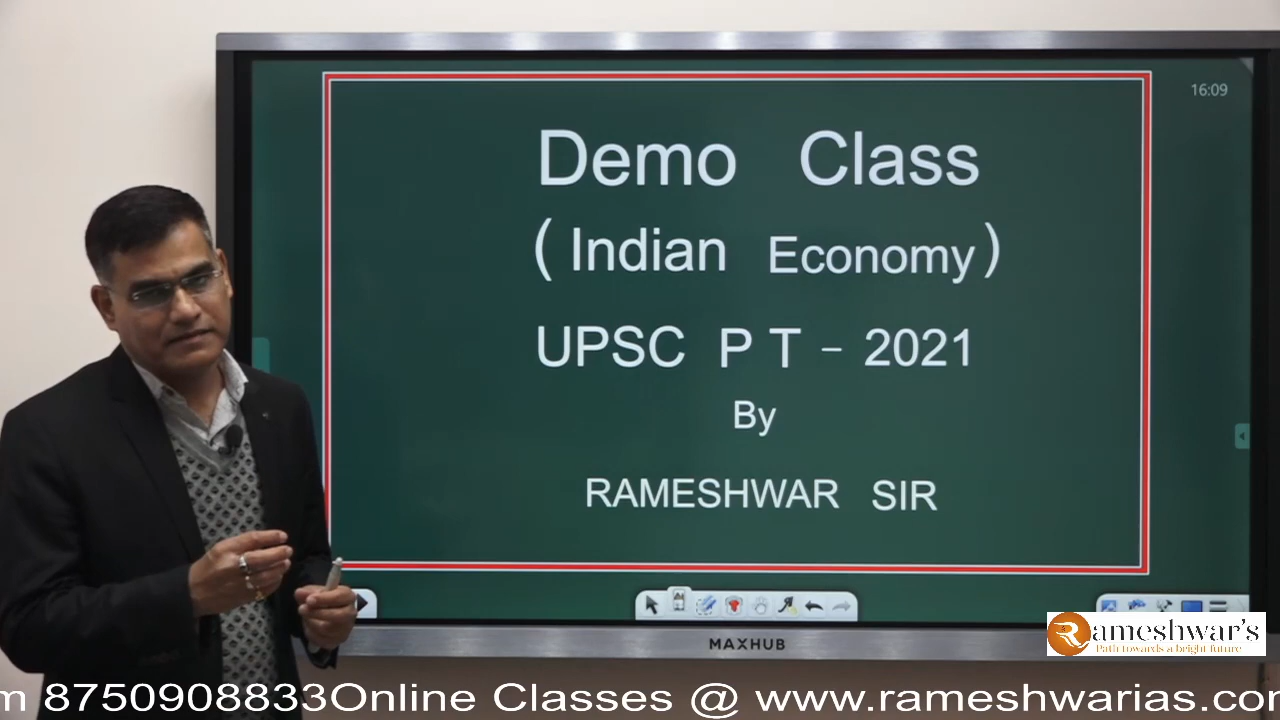 16:09
Demo Class
(Indian Economy)
UPSC P T - 2021
By
RAMESHWAR SIR
MAXHUB
Rameshwar's
Path towards a bright future
m 8750908833Online Classes @ www.rameshwarias.com